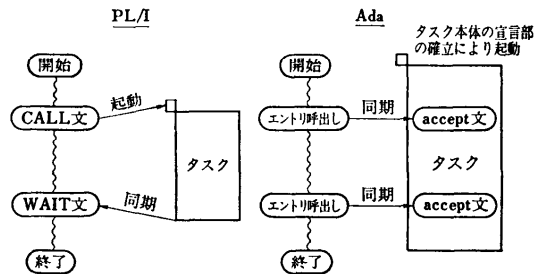 PL/I
開始
CALL文
起動
タスク
WAIT文
同期
終了
Ada
タスク本体の宣言部
の確立により起動
開始
エントリ呼出し
同期
accept文
タスク
エントリ呼出し
同期
accept文
終了